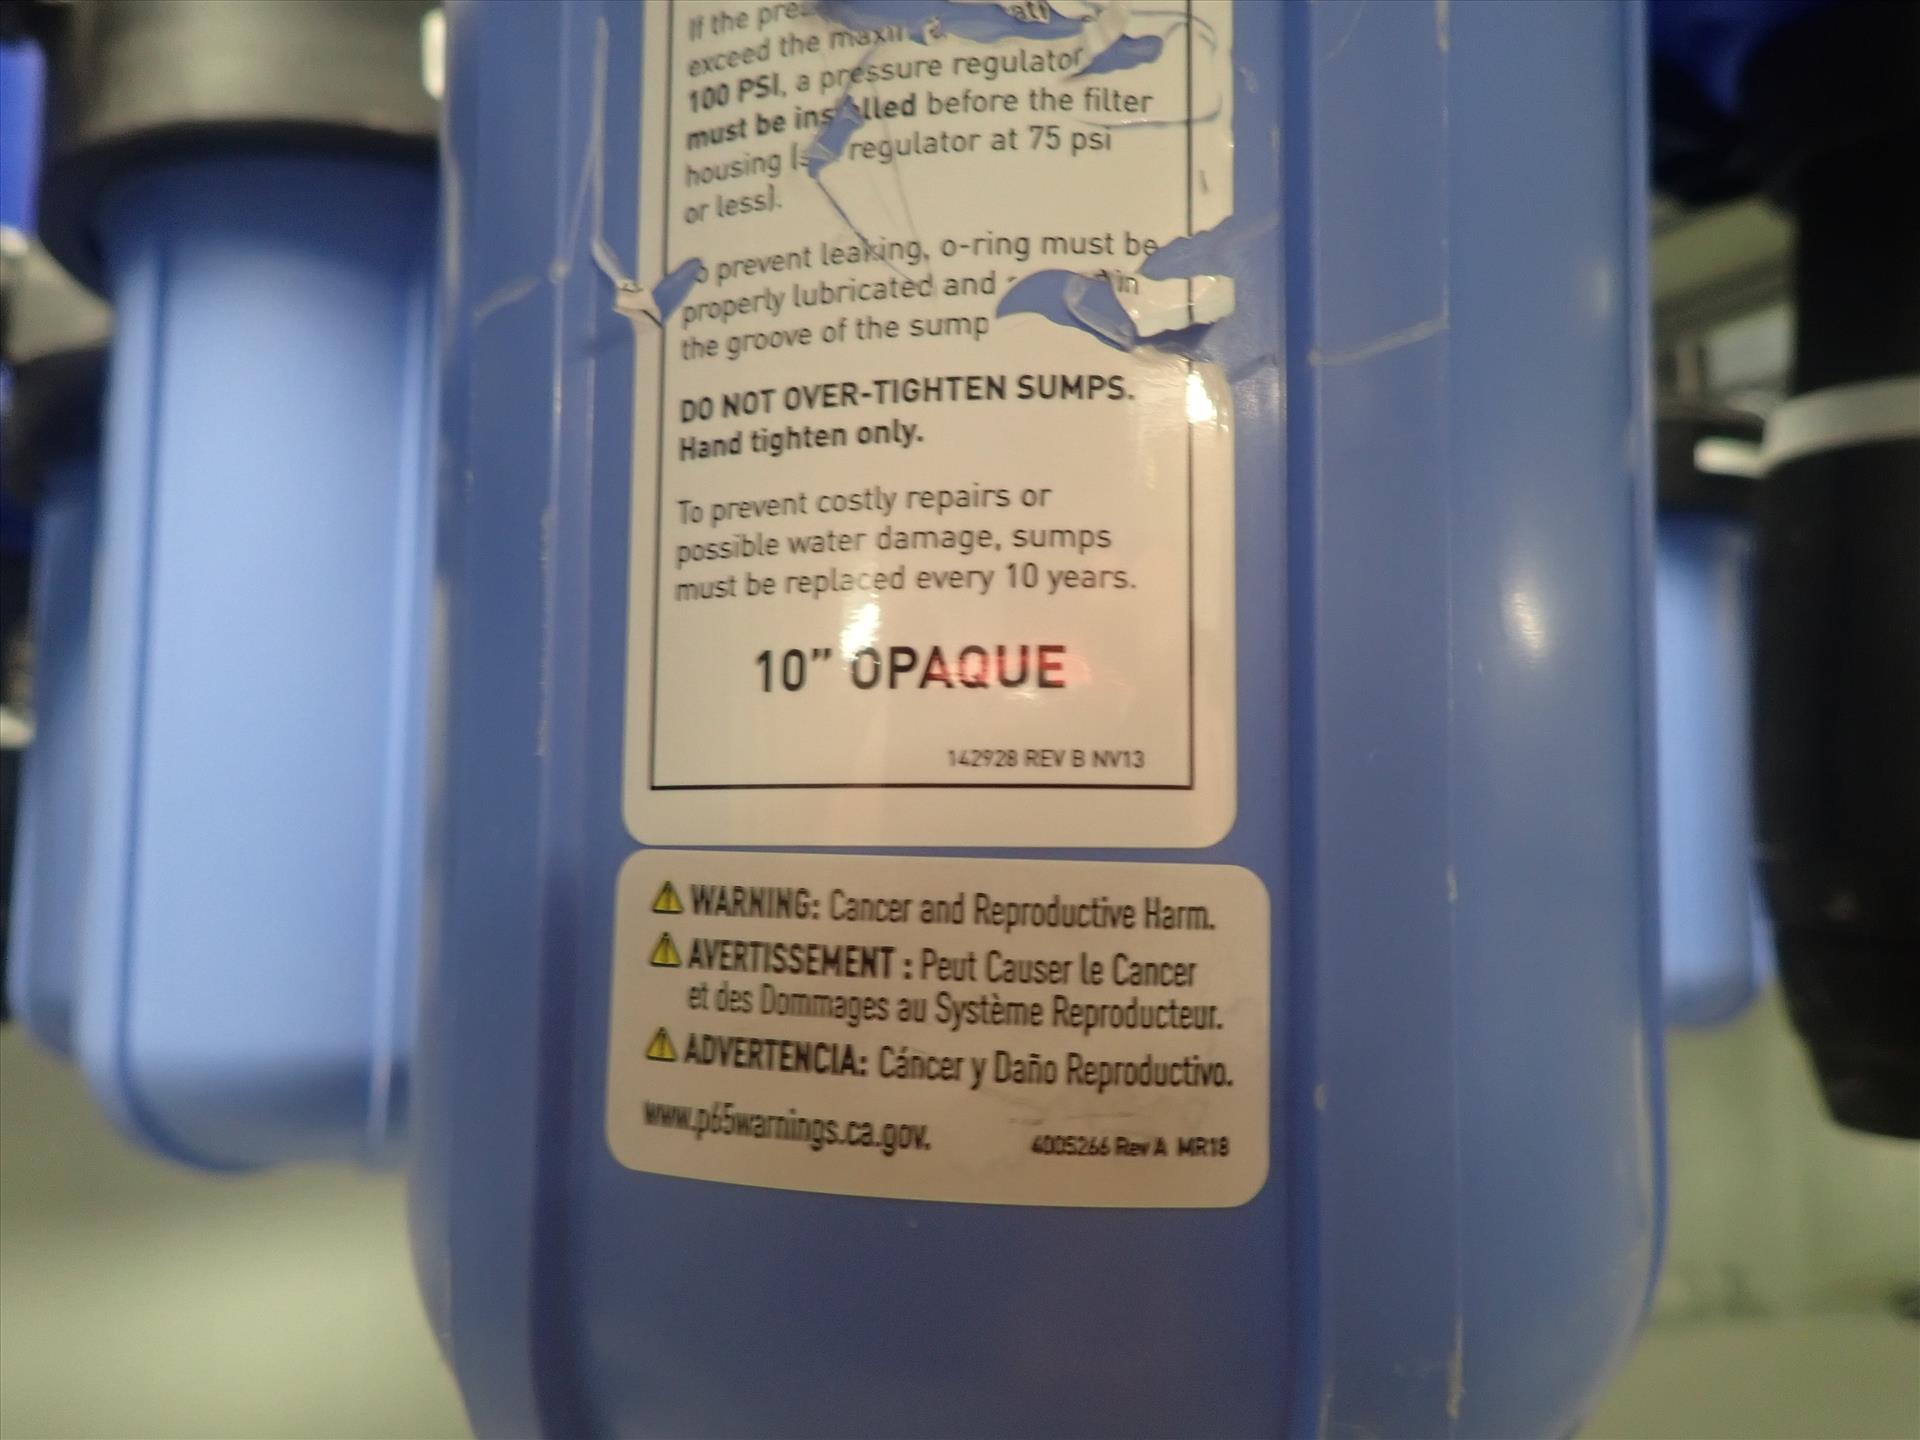 If the
exceed the
100 PSI, a pressure regulator
must be installed before the filter
housing regulator at 75 psi
or less).
prevent leaking, o-ring must be
properly lubricated and in
the groove of the sump
DO NOT OVER-TIGHTEN SUMPS.
Hand tighten only.
To prevent costly repairs or
possible water damage, sumps
must be replaced every 10 years.
10” OPAQUE
142928 REV B NV13
WARNING: Cancer and Reproductive Harm.
AVERTISSEMENT : Peut Causer le Cancer
et des Dommages au Système Reproducteur.
ADVERTENCIA: Cáncer y Daño Reproductivo.
www.p65warnings.ca.gov.
4005266 Rev A MR18